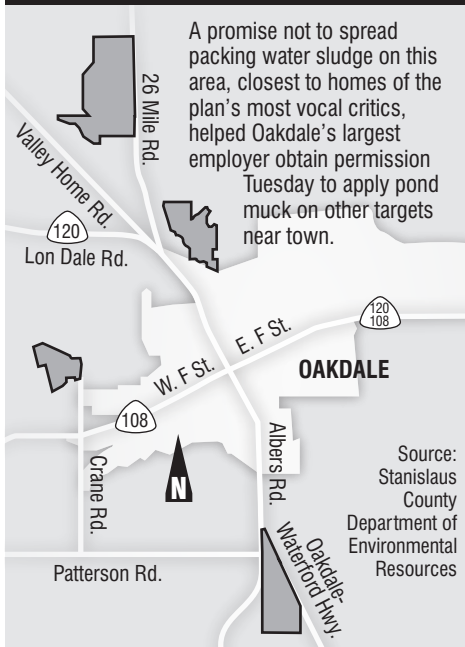 A promise not to spread
packing water sludge on this
area, closest to homes of the
plan's most vocal critics,
helped Oakdale's largest
employer obtain permission
Tuesday to apply pond
muck on other targets
near town.
26 Mile Rd.
Valley Home Rd.
120
Lon Dale Rd.
120
108
E. F St.
W. F St.
OAKDALE
108
N
Crane Rd.
Albers Rd.
Source:
Stanislaus
County
Department of
Environmental
Resources
Oakdale-
Waterford Hwy.
Patterson Rd.